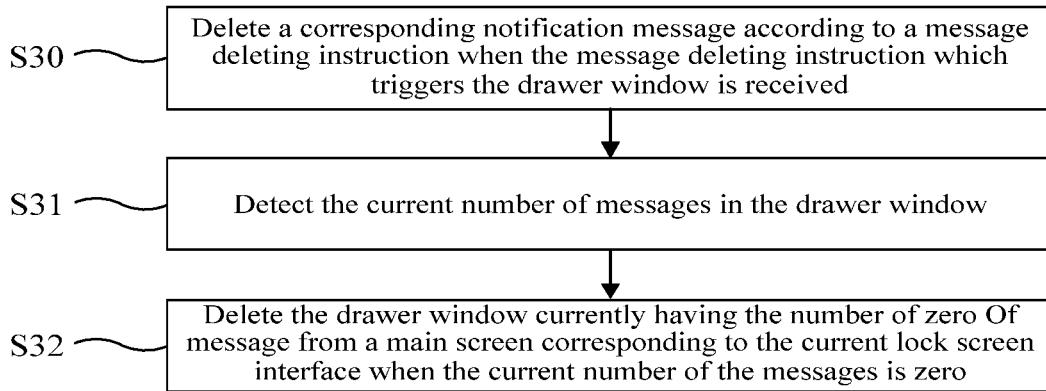 S30
Delete a corresponding notification message according to a message
deleting instruction when the message deleting instruction which
triggers the drawer window is received
S31
Detect the current number of messages in the drawer window
S32
Delete the drawer window currently having the number of zero Of
message from a main screen corresponding to the current lock screen
interface when the current number of the messages is zero